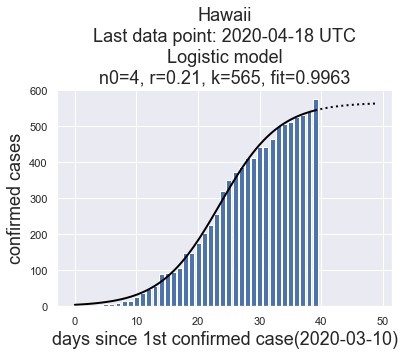 Hawaii
Last data point: 2020-04-18 UTC
Logistic model
n0=4, r=0.21, k=565, fit=0.9963
600
500
400
300
200
100
0
confirmed cases
0 10 20 30 40 50
days since 1st confirmed case(2020-03-10)